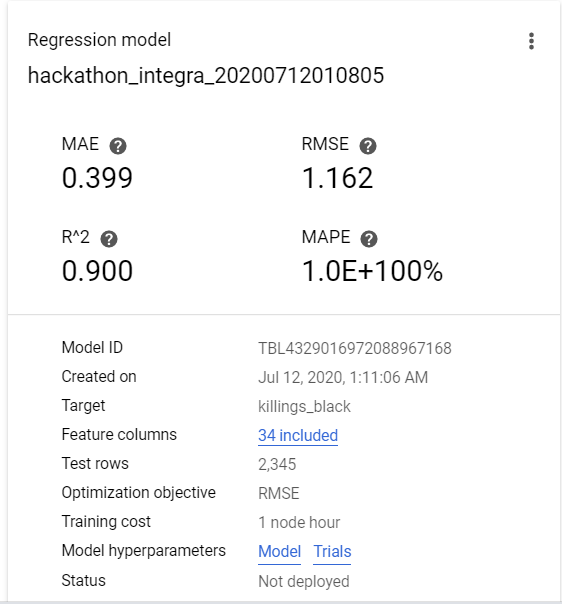 Regression model
hackathon_integra_20200712010805
MAE RMSE
0.399 1.162
R^2 MAPE
0.900 1.0E+100%
Model ID TBL4329016972088967168
Created on Jul 12, 2020, 1:11:06 AM
Target killings_black
Feature columns 34 included
Test rows 2,345
Optimization objective RMSE
Training cost 1 node hour
Model hyperparameters Model Trials
Status Not deployed